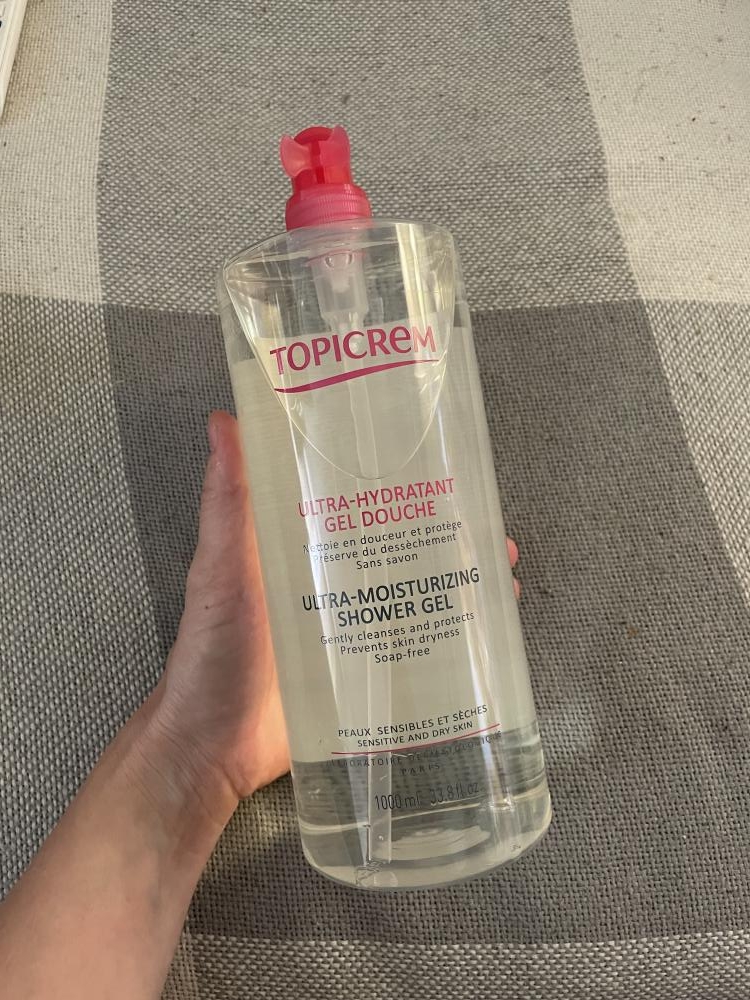 TOPICReM
ULTRA-HYDRATANT
GEL DOUCHE
Nettoie en douceur et protège
Préserve du dessèchement
Sans savon
ULTRA-MOISTURIZING
SHOWER GEL
Gently cleanses and protects
Prevents skin dryness
Soap-free
PEAUX SENSIBLES ET SÈCHES
SENSITIVE AND DRY SKIN
LABORATOIRE DERMATOLOGIQUE
PARIS
1000 ml 33.8 fl.oz